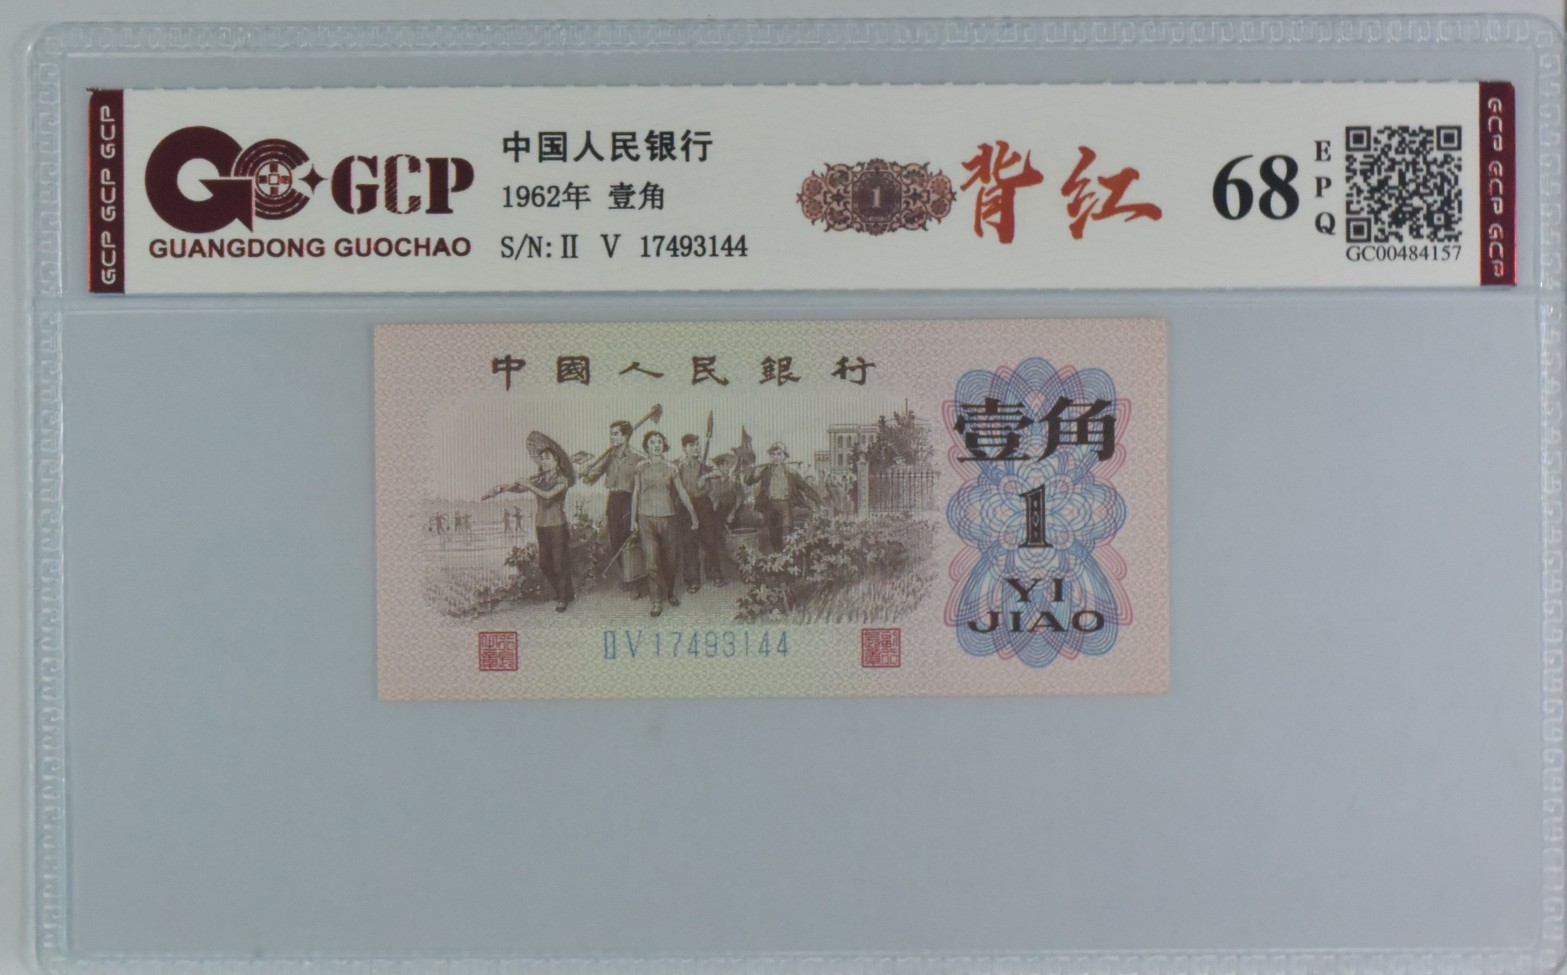 GCP GCP GCP
GCP
GUANGDONG GUOCHAO
中国人民银行
1962年 壹角
S/N: II V 17493144
1
背红
68
EPQ
GC00484157
GCP GCP GCP
中國人民銀行
壹角
1
YI
JIAO
II V 17493144